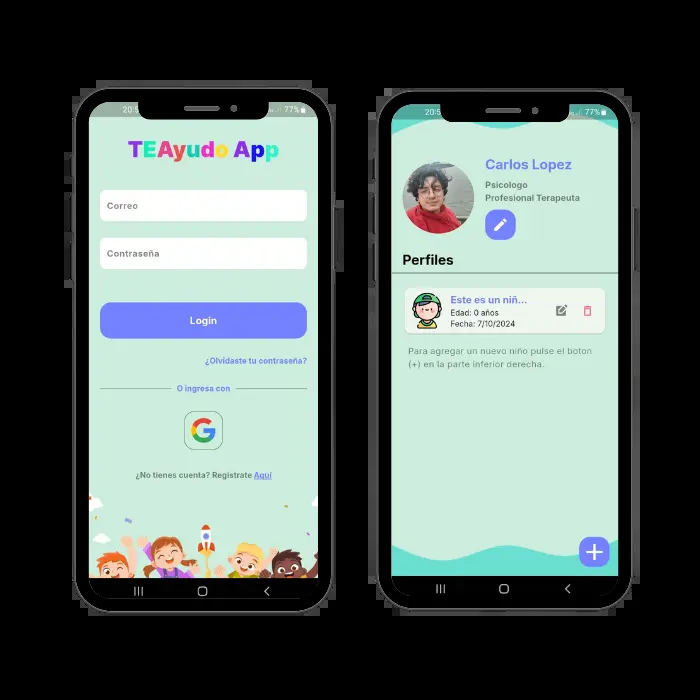 20:5
77%
TEAyudo App
Correo
Contraseña
Login
¿Olvidaste tu contraseña?
O ingresa con
G
¿No tienes cuenta? Registrate Aquí
20:5
77%
Carlos Lopez
Psicologo
Profesional Terapeuta
Perfiles
Este es un niñ...
Edad: 0 años
Fecha: 7/10/2024
Para agregar un nuevo niño pulse el boton
(+) en la parte inferior derecha.